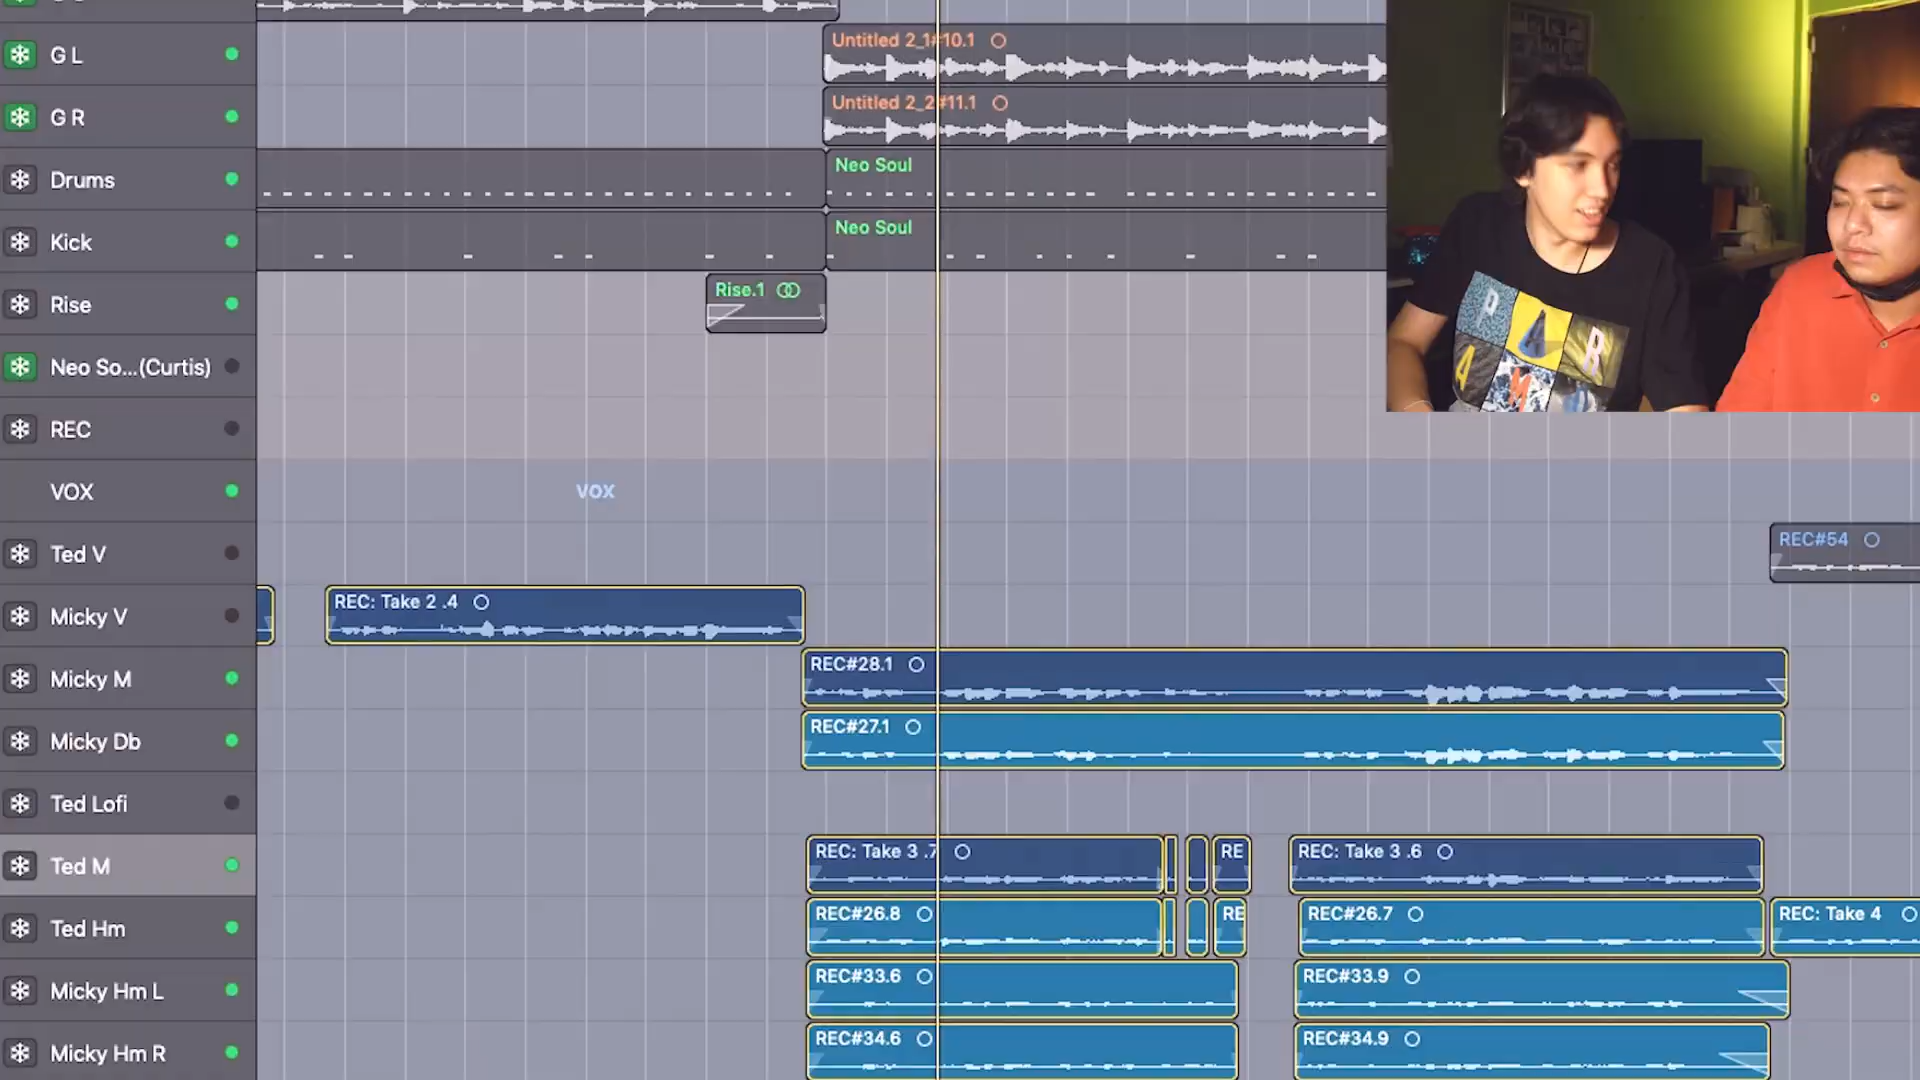 G L
Untitled 2_1#10.1
G R
Untitled 2_2#11.1
Drums
Neo Soul
Kick
Neo Soul
Rise
Rise.1
Neo So...(Curtis)
REC
VOX
VOX
Ted V
REC#54
Micky V
REC: Take 2 .4
Micky M
REC#28.1
Micky Db
REC#27.1
Ted Lofi
Ted M
REC: Take 3 .7
RE
REC: Take 3 .6
Ted Hm
REC#26.8
RE
REC#26.7
REC: Take 4
Micky Hm L
REC#33.6
REC#33.9
Micky Hm R
REC#34.6
REC#34.9
P A R
A M